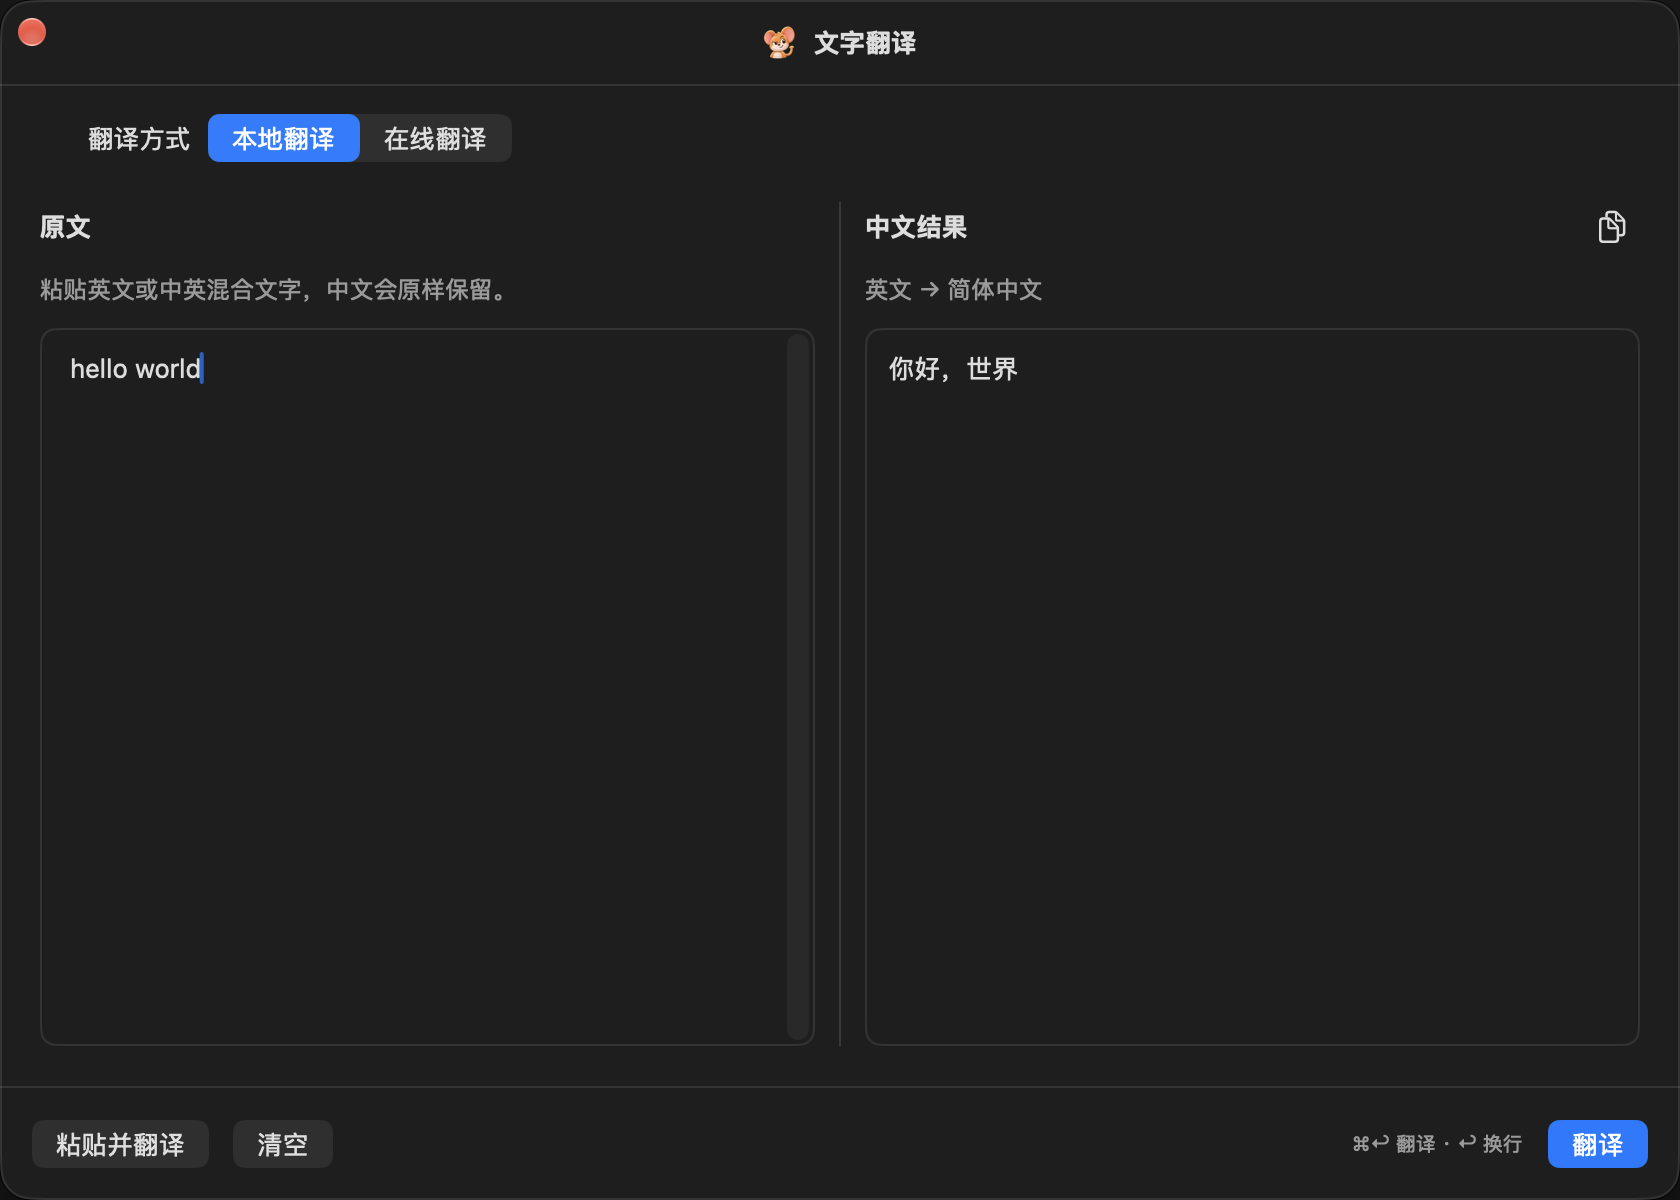 文字翻译
翻译方式 本地翻译 在线翻译
原文
粘贴英文或中英混合文字，中文会原样保留。
hello world
中文结果
英文 → 简体中文
你好，世界
粘贴并翻译 清空
⌘↩ 翻译 · ↩ 换行 翻译